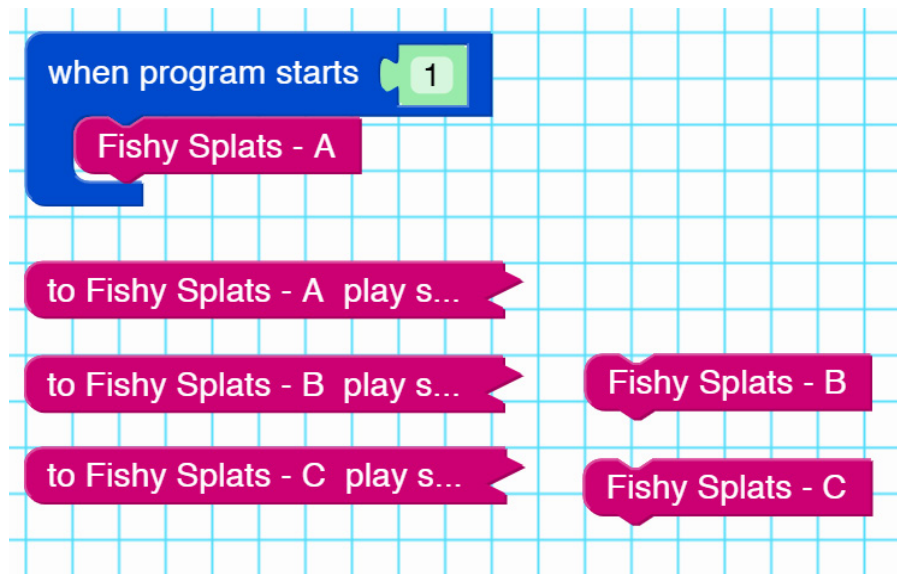 when program starts 1
Fishy Splats - A
to Fishy Splats - A play s...
to Fishy Splats - B play s...
Fishy Splats - B
to Fishy Splats - C play s...
Fishy Splats - C